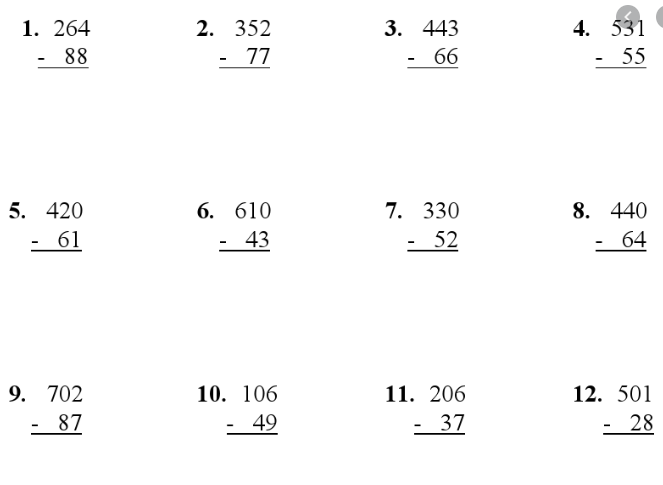 1. 264 2. 352 3. 443 4. 531
- 88 - 77 - 66 - 55
5. 420 6. 610 7. 330 8. 440
- 61 - 43 - 52 - 64
9. 702 10. 106 11. 206 12. 501
- 87 - 49 - 37 - 28